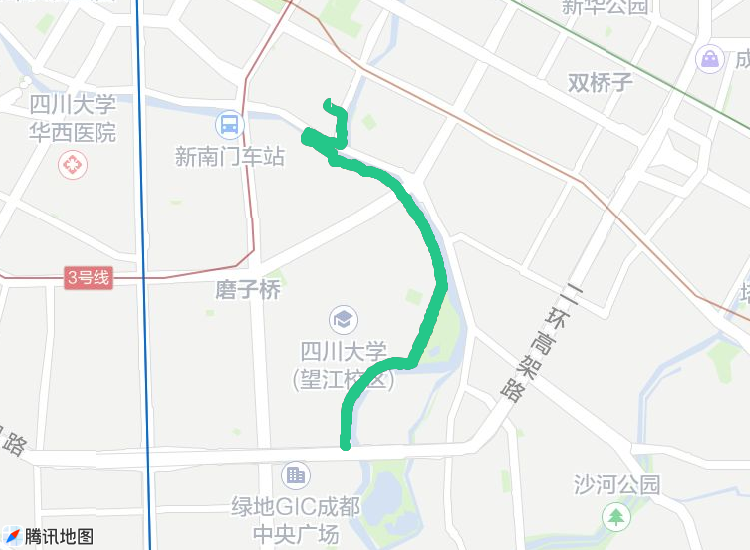 新华公园
双桥子
成
四川大学
华西医院
新南门车站
3号线
磨子桥
四川大学
(望江校区)
二环高架路
路
绿地GIC成都
中央广场
沙河公园
腾讯地图